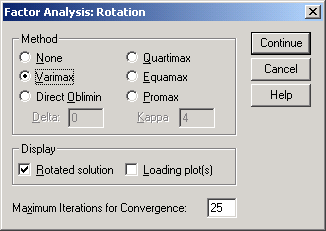 Factor Analysis: Rotation
Method
None Quartimax
Varimax Equamax
Direct Oblimin Promax
Delta: 0 Kappa 4
Display
Rotated solution Loading plot(s)
Maximum Iterations for Convergence: 25
Continue
Cancel
Help